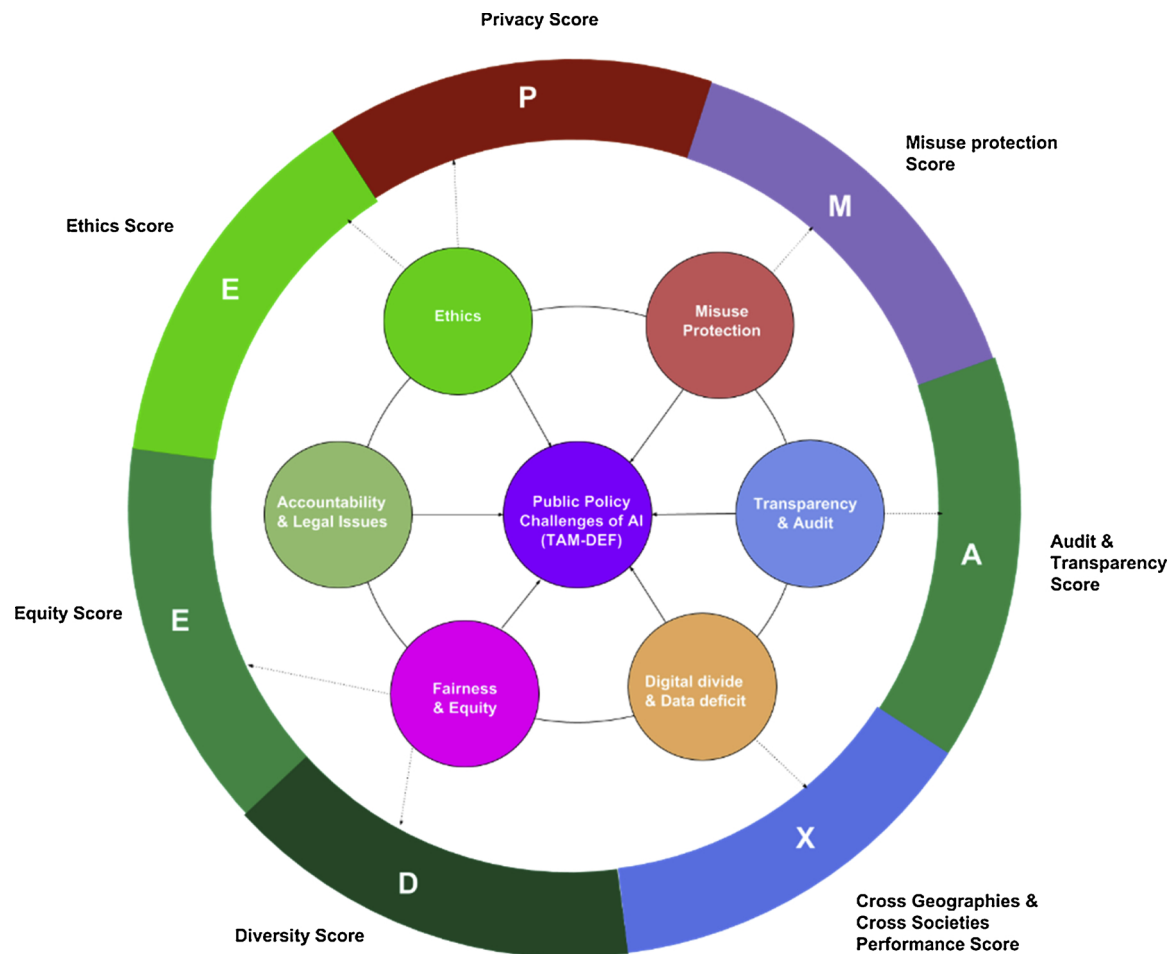 Privacy Score
P
Misuse protection
Score
M
Ethics Score
E
Ethics
Misuse
Protection
Accountability
& Legal Issues
Public Policy
Challenges of AI
(TAM-DEF)
Transparency
& Audit
A
Audit &
Transparency
Score
Equity Score
E
Fairness
& Equity
Digital divide
& Data deficit
X
D
Diversity Score
Cross Geographies &
Cross Societies
Performance Score